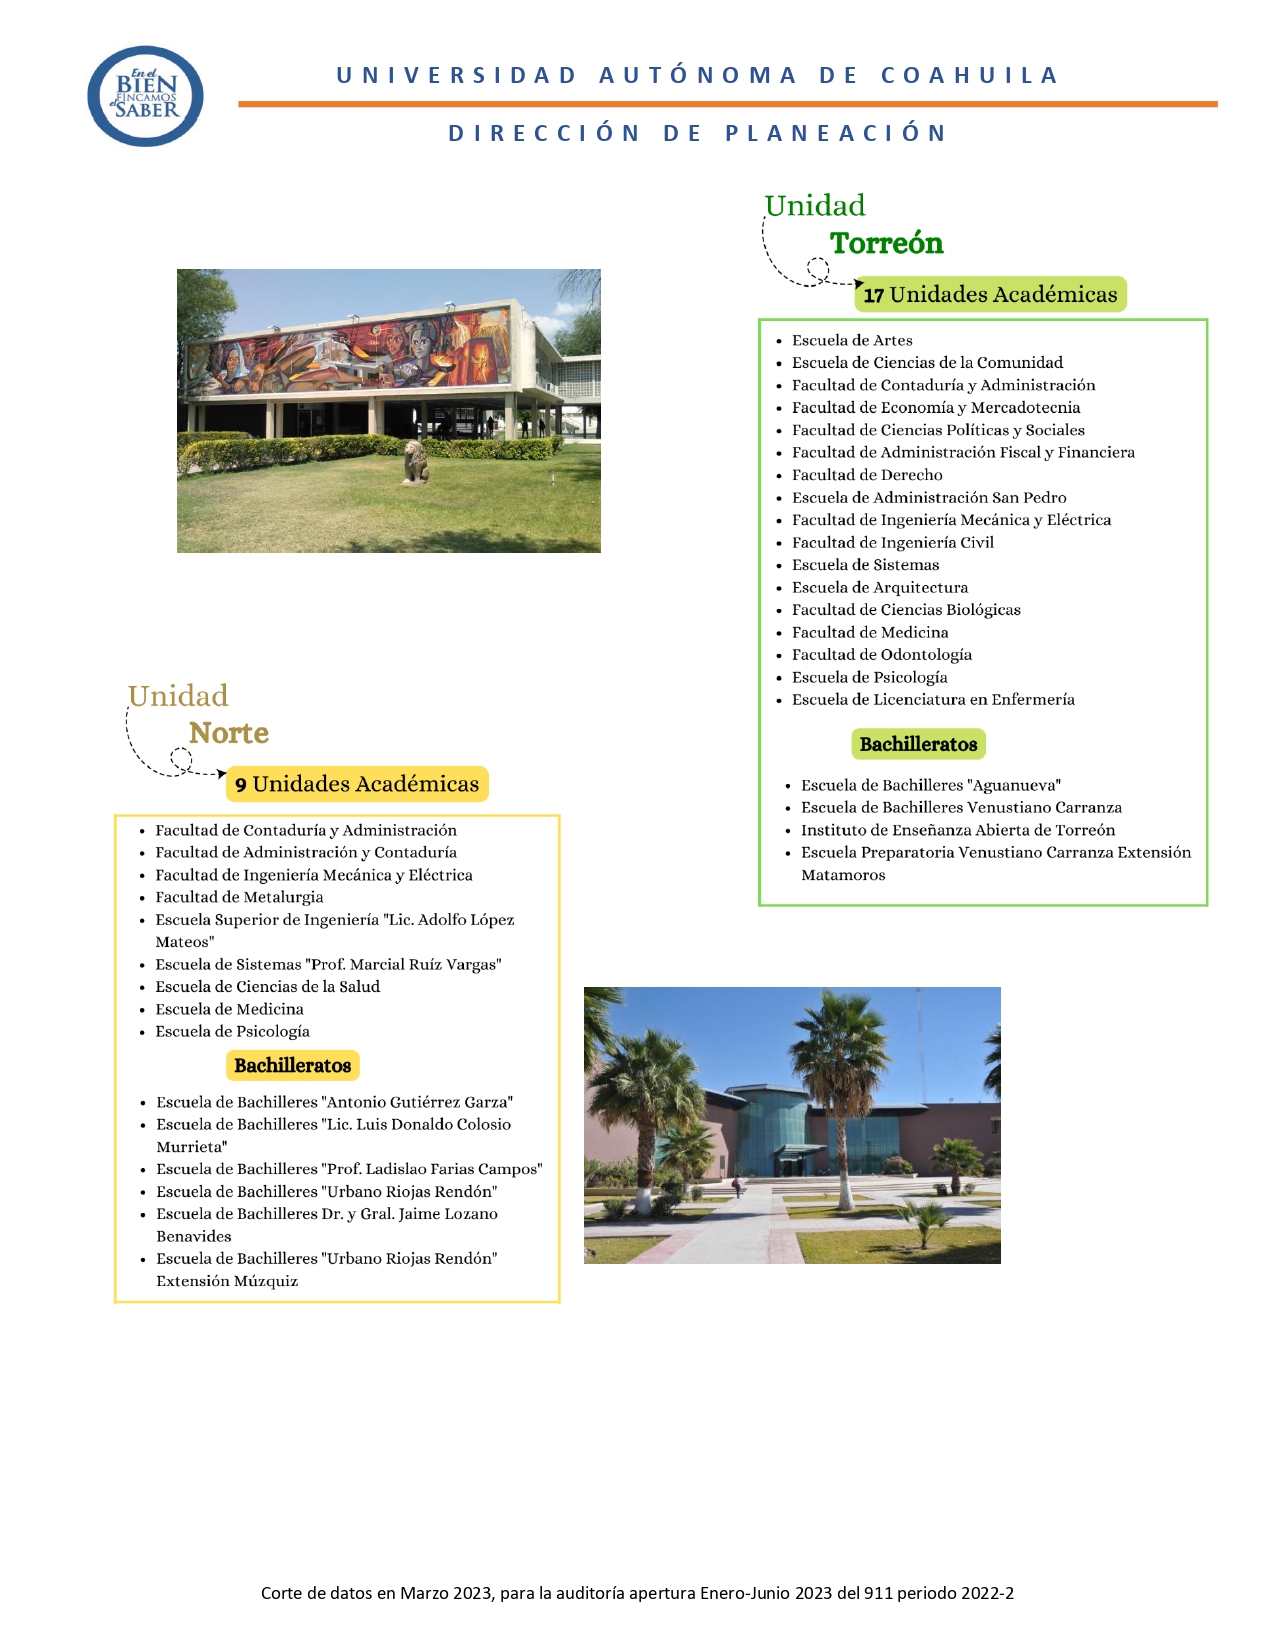 En el
BIEN
FINCAMOS
el SABER
UNIVERSIDAD AUTÓNOMA DE COAHUILA
DIRECCIÓN DE PLANEACIÓN
Unidad
Torreón
17 Unidades Académicas
• Escuela de Artes
• Escuela de Ciencias de la Comunidad
• Facultad de Contaduría y Administración
• Facultad de Economía y Mercadotecnia
• Facultad de Ciencias Políticas y Sociales
• Facultad de Administración Fiscal y Financiera
• Facultad de Derecho
• Escuela de Administración San Pedro
• Facultad de Ingeniería Mecánica y Eléctrica
• Facultad de Ingeniería Civil
• Escuela de Sistemas
• Escuela de Arquitectura
• Facultad de Ciencias Biológicas
• Facultad de Medicina
• Facultad de Odontología
• Escuela de Psicología
• Escuela de Licenciatura en Enfermería
Bachilleratos
• Escuela de Bachilleres "Aguanueva"
• Escuela de Bachilleres Venustiano Carranza
• Instituto de Enseñanza Abierta de Torreón
• Escuela Preparatoria Venustiano Carranza Extensión
Matamoros
Unidad
Norte
9 Unidades Académicas
• Facultad de Contaduría y Administración
• Facultad de Administración y Contaduría
• Facultad de Ingeniería Mecánica y Eléctrica
• Facultad de Metalurgia
• Escuela Superior de Ingeniería "Lic. Adolfo López
Mateos"
• Escuela de Sistemas "Prof. Marcial Ruíz Vargas"
• Escuela de Ciencias de la Salud
• Escuela de Medicina
• Escuela de Psicología
Bachilleratos
• Escuela de Bachilleres "Antonio Gutiérrez Garza"
• Escuela de Bachilleres "Lic. Luis Donaldo Colosio
Murrieta"
• Escuela de Bachilleres "Prof. Ladislao Farias Campos"
• Escuela de Bachilleres "Urbano Riojas Rendón"
• Escuela de Bachilleres Dr. y Gral. Jaime Lozano
Benavides
• Escuela de Bachilleres "Urbano Riojas Rendón"
Extensión Múzquiz
Corte de datos en Marzo 2023, para la auditoría apertura Enero-Junio 2023 del 911 periodo 2022-2